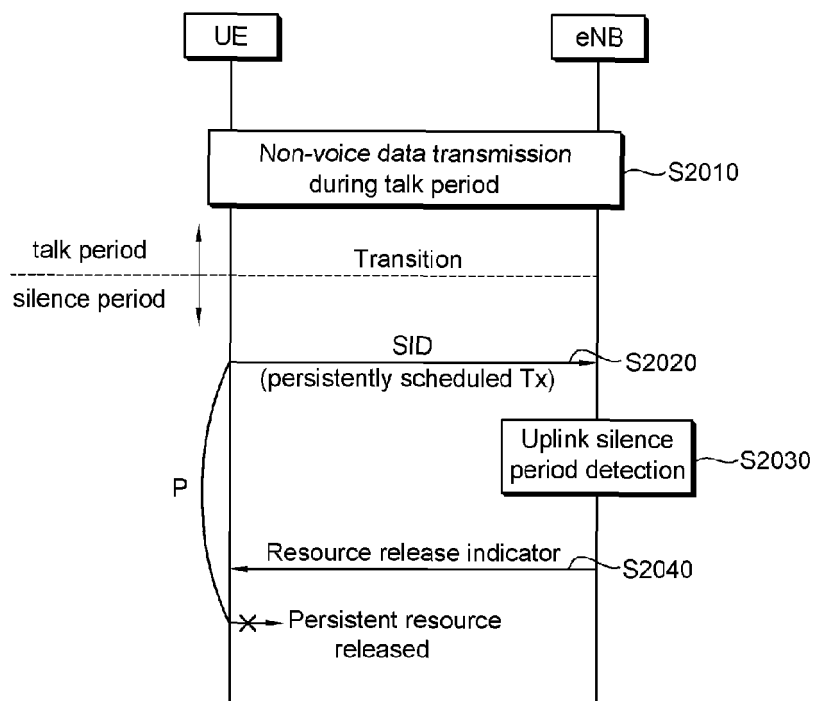 UE
eNB
Non-voice data transmission
during talk period
S2010
talk period
Transition
silence period
SID
S2020
(persistently scheduled Tx)
Uplink silence
period detection
S2030
P
Resource release indicator
S2040
Persistent resource
released